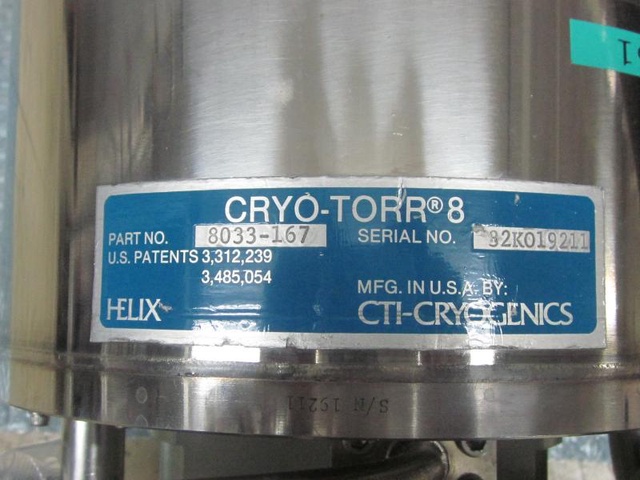 CRYO-TORR® 8
PART NO. 8033-167 SERIAL NO. 32K019211
U.S. PATENTS 3,312,239
3,485,054
MFG. IN U.S.A. BY:
HELIX CTI-CRYOGENICS
S/N 19211